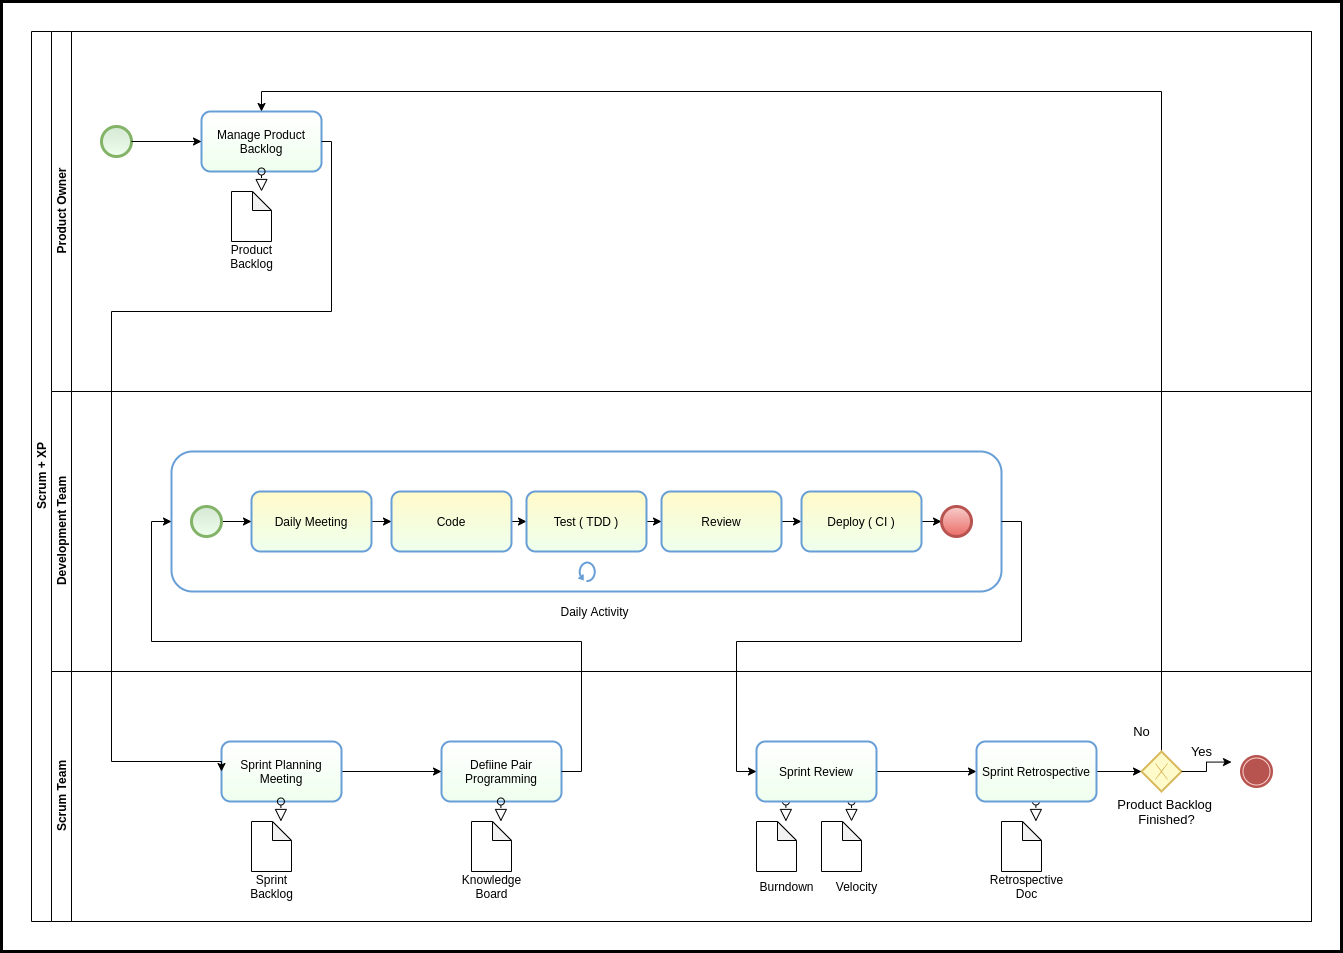 Scrum + XP
Product Owner
Manage Product
Backlog
Product
Backlog
Development Team
Daily Meeting
Code
Test ( TDD )
Review
Deploy ( CI )
Daily Activity
Scrum Team
Sprint Planning
Meeting
Sprint
Backlog
Defiine Pair
Programming
Knowledge
Board
Sprint Review
Burndown
Velocity
Sprint Retrospective
Retrospective
Doc
No
Yes
Product Backlog
Finished?